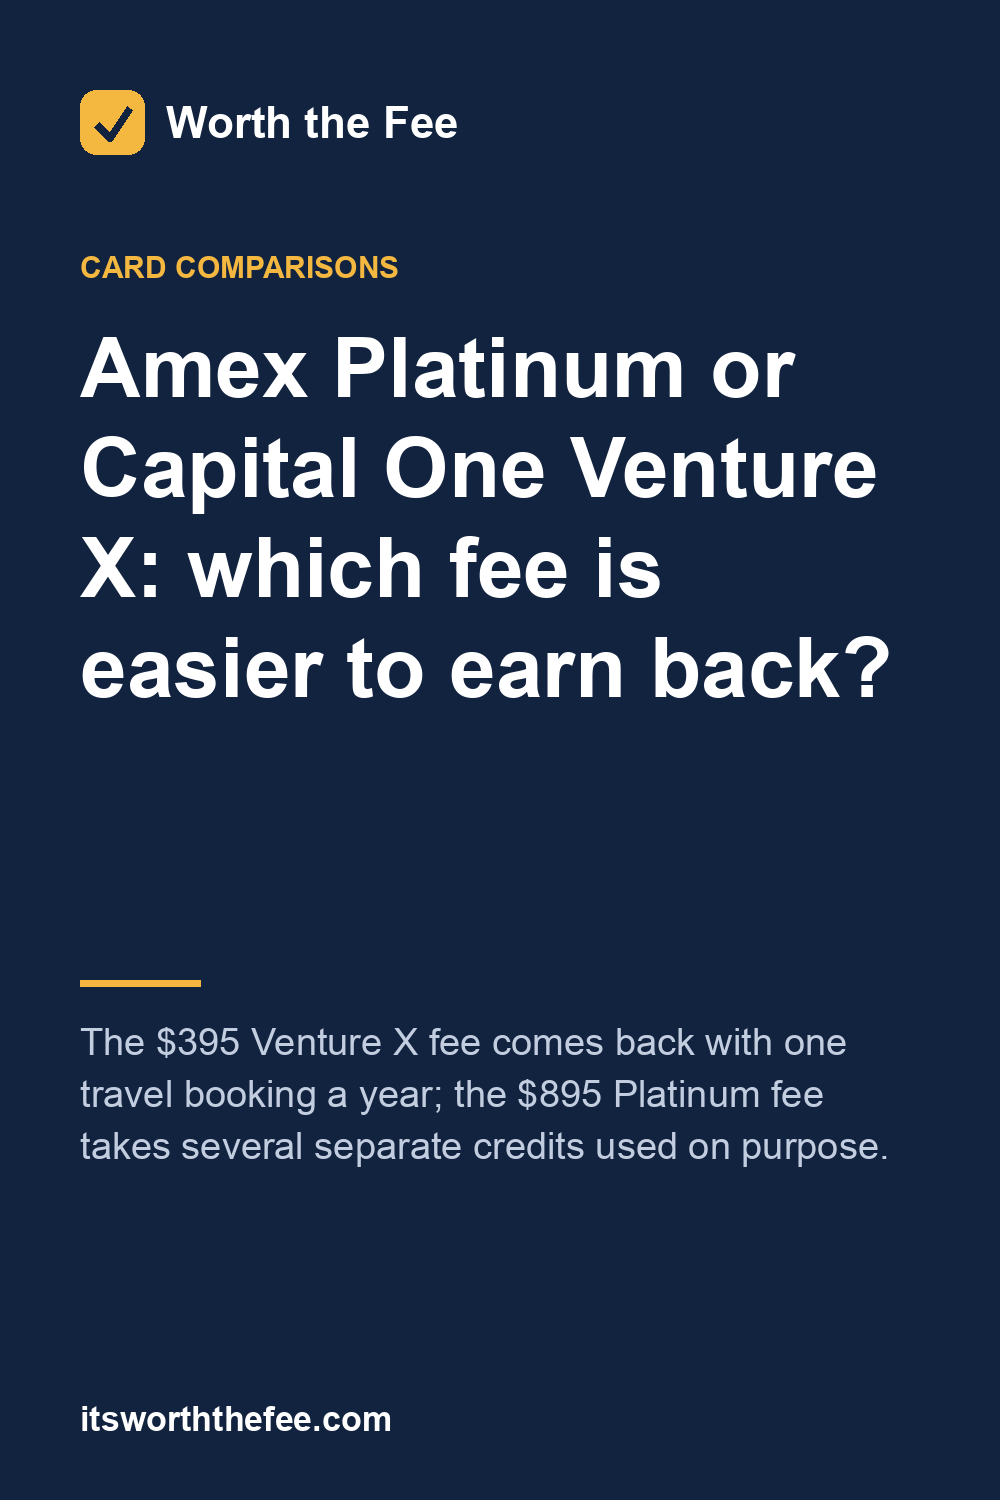 Worth the Fee
CARD COMPARISONS
Amex Platinum or
Capital One Venture
X: which fee is
easier to earn back?
The $395 Venture X fee comes back with one
travel booking a year; the $895 Platinum fee
takes several separate credits used on purpose.
itsworththefee.com